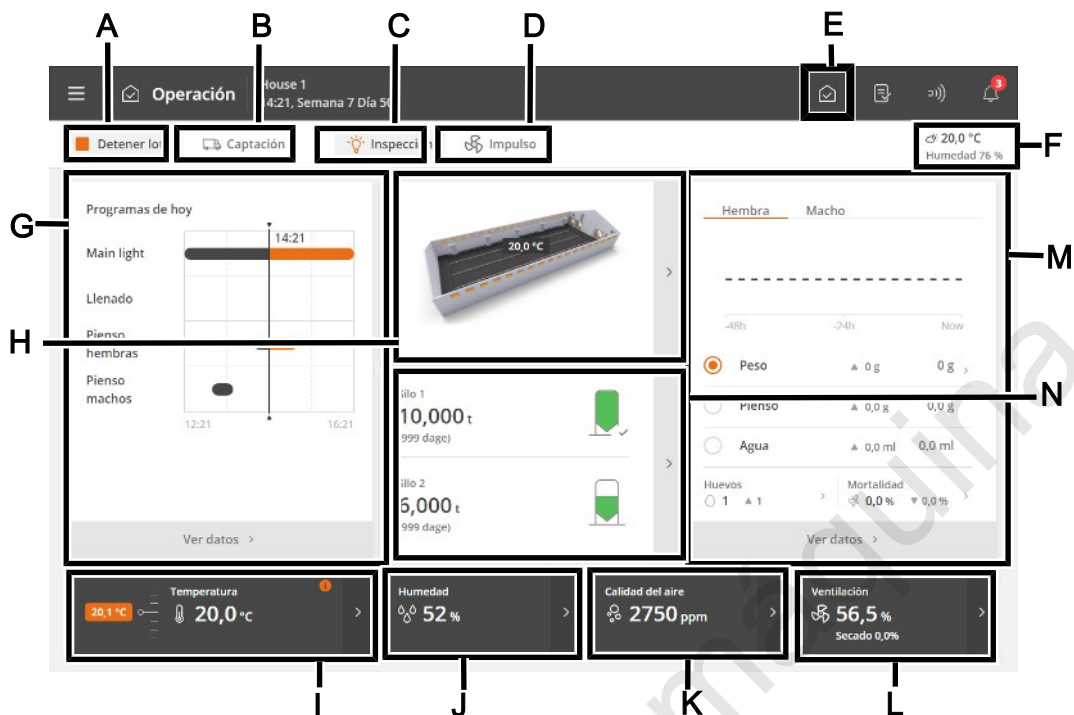 A B C D E
Operación
House 1
14:21, Semana 7 Día 50
3
Detener lot
Captación
Inspección
Impulso
20,0 °C
Humedad 76 %
F
G
Programas de hoy
14:21
Main light
Llenado
Pienso
hembras
Pienso
machos
12:21 16:21
Ver datos >
H
20,0 °C
Silo 1
10,000 t
(999 dage)
Silo 2
6,000 t
(999 dage)
Hembra Macho
M
-48h -24h Now
Peso ▲ 0 g 0 g >
N
Pienso ▲ 0,0 g 0,0 g
Agua ▲ 0,0 ml 0,0 ml
Huevos Mortalidad
1 ▲ 1 > 0,0 % ▼ 0,0 % >
Ver datos >
Temperatura
20,1 °C 20,0 °C
Humedad
52 %
Calidad del aire
2750 ppm
Ventilación
56,5 %
Secado 0,0%
I J K L
máquina